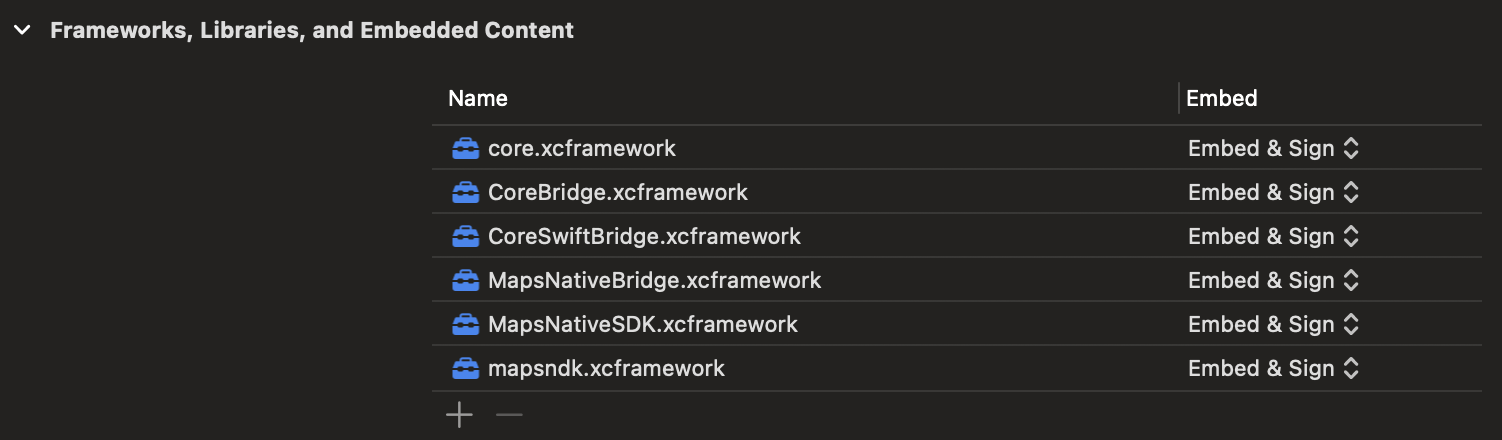 Frameworks, Libraries, and Embedded Content
Name Embed
core.xcframework Embed & Sign
CoreBridge.xcframework Embed & Sign
CoreSwiftBridge.xcframework Embed & Sign
MapsNativeBridge.xcframework Embed & Sign
MapsNativeSDK.xcframework Embed & Sign
mapsndk.xcframework Embed & Sign